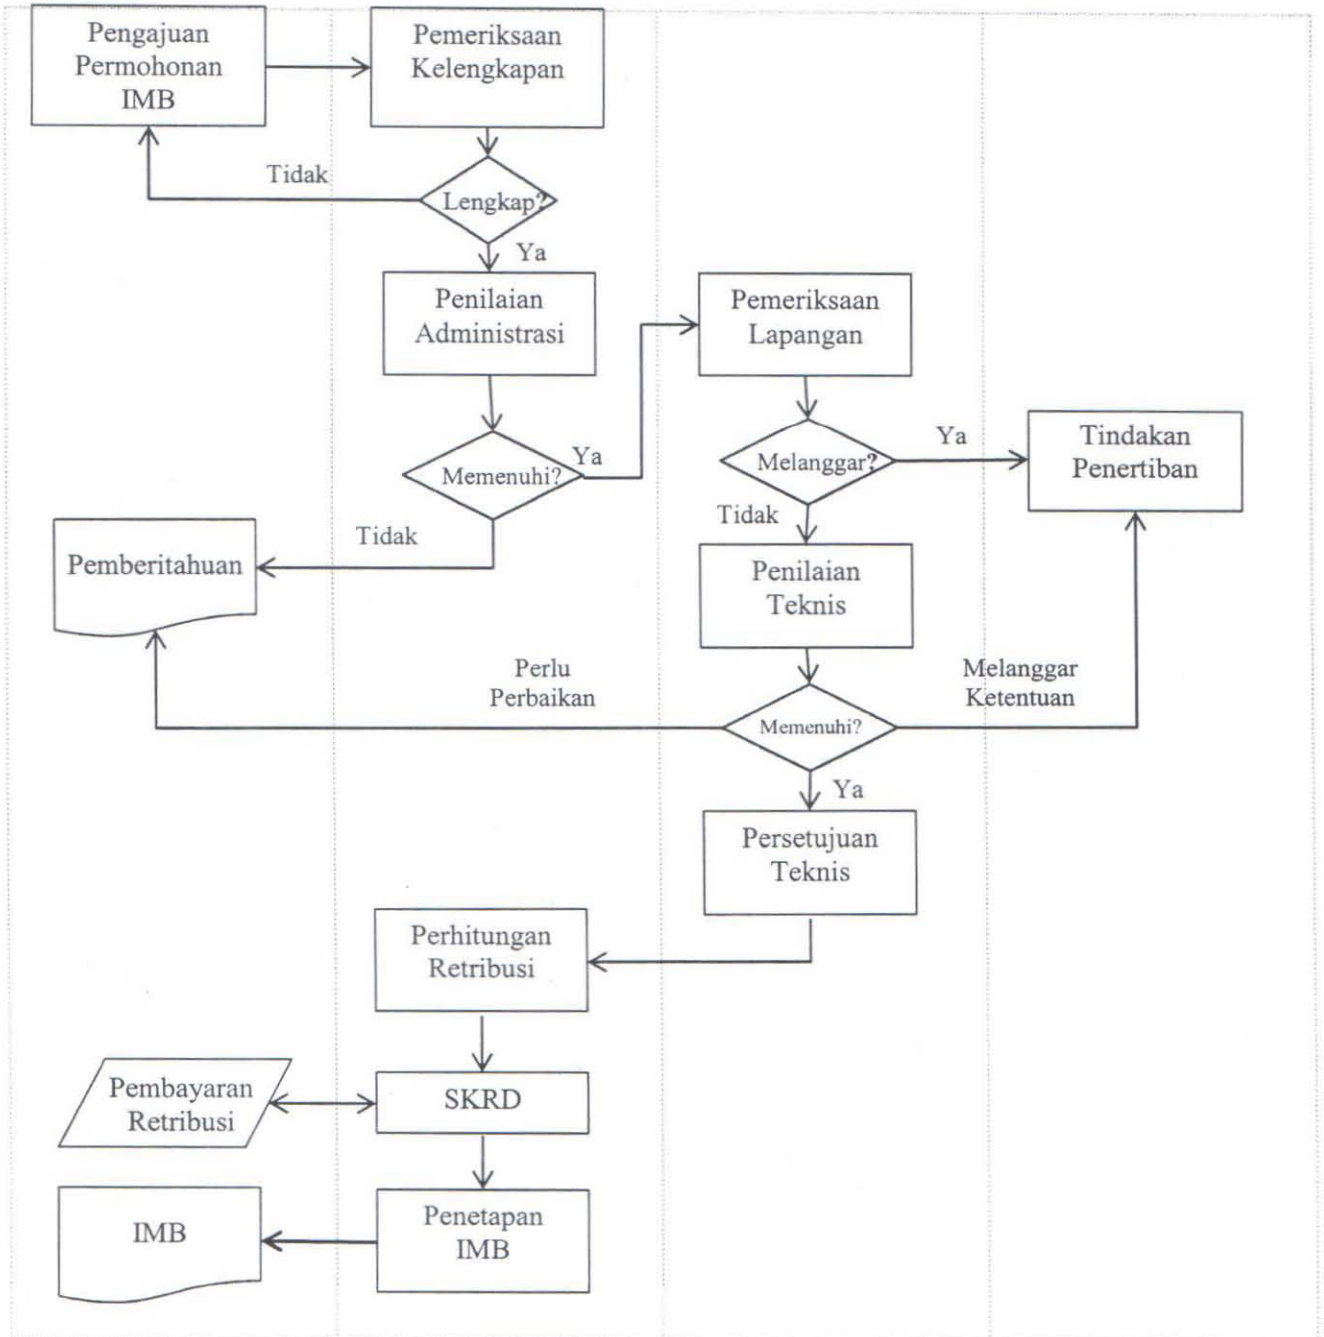 Pengajuan
Permohonan
IMB
Pemeriksaan
Kelengkapan
Tidak
Lengkap?
Ya
Penilaian
Administrasi
Pemeriksaan
Lapangan
Memenuhi?
Ya
Melanggar?
Ya
Tindakan
Penertiban
Tidak
Tidak
Pemberitahuan
Penilaian
Teknis
Perlu
Perbaikan
Melanggar
Ketentuan
Memenuhi?
Ya
Persetujuan
Teknis
Perhitungan
Retribusi
Pembayaran
Retribusi
SKRD
IMB
Penetapan
IMB